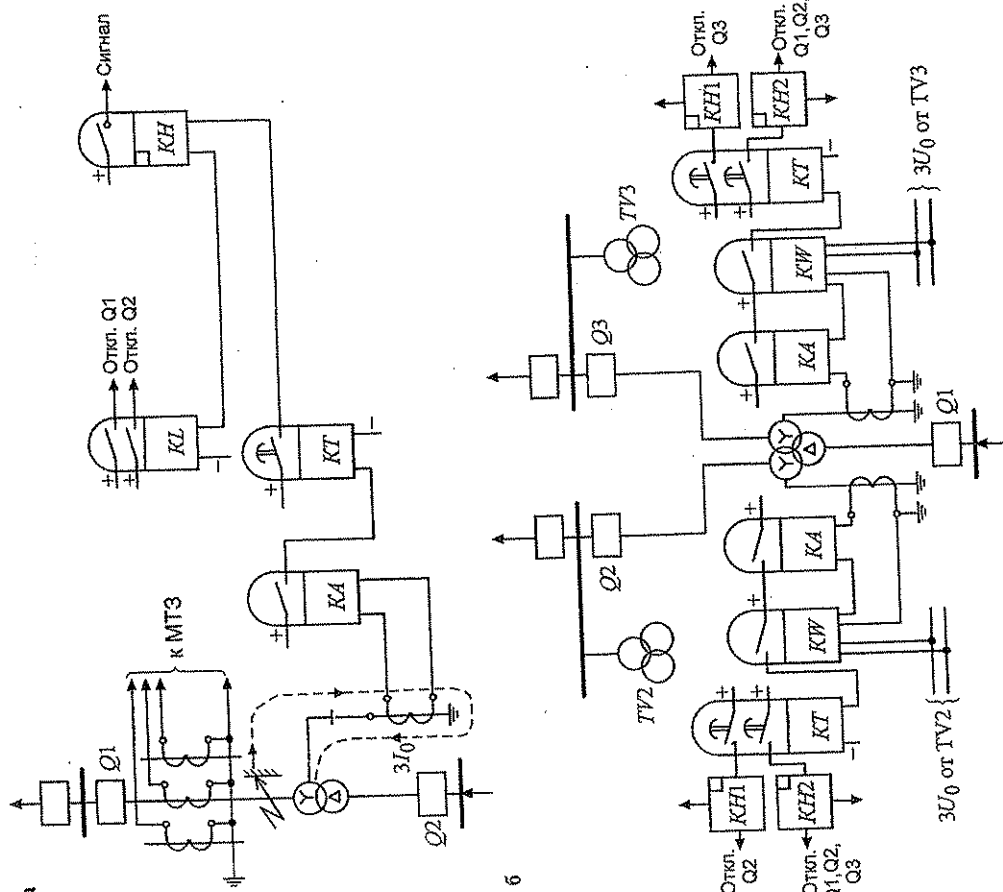 а
Q1
к МТЗ
Откл. Q1
Откл. Q2
Сигнал
KL
KH
KA
KT
3I₀
Q2
б
Откл.
Q2
KH1
Откл.
Q1,Q2,
Q3
KH2
KT
KW
KA
3U₀ от TV2
TV2
Q2
Q1
Q3
TV3
KA
KW
KT
KH1
Откл.
Q3
KH2
Откл.
Q1,Q2,
Q3
3U₀ от TV3